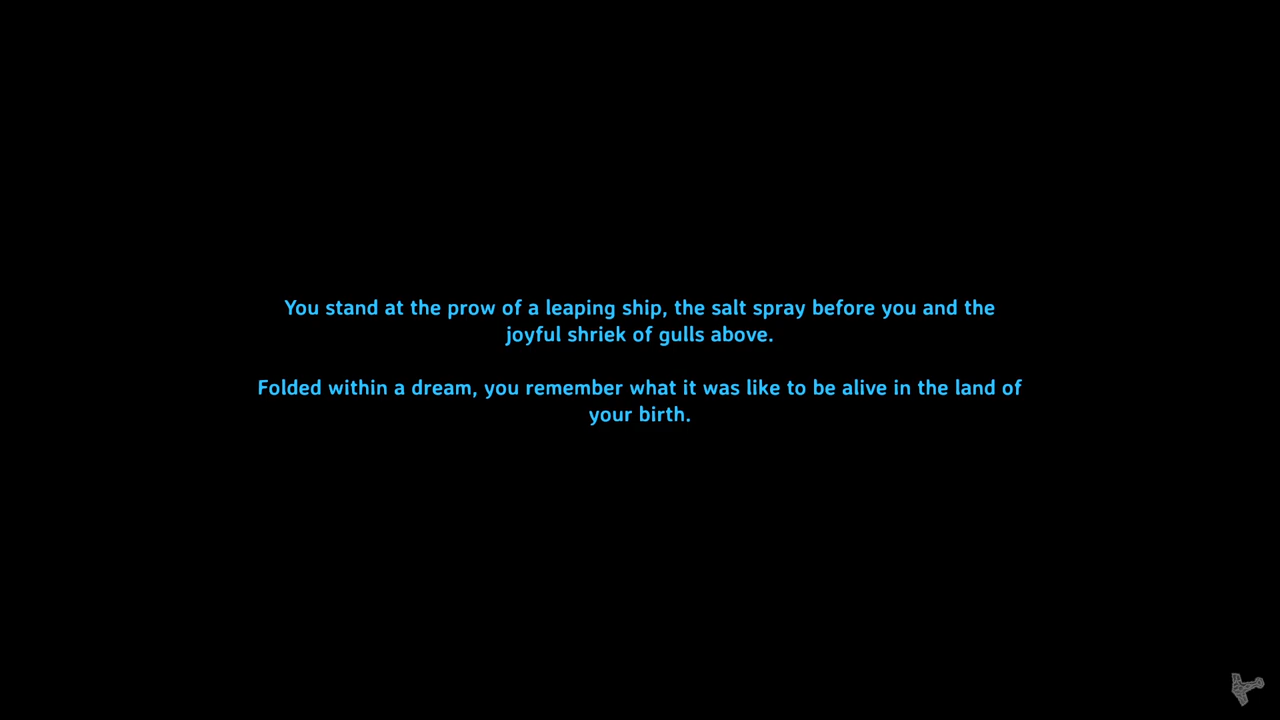 You stand at the prow of a leaping ship, the salt spray before you and the
joyful shriek of gulls above.
Folded within a dream, you remember what it was like to be alive in the land of
your birth.